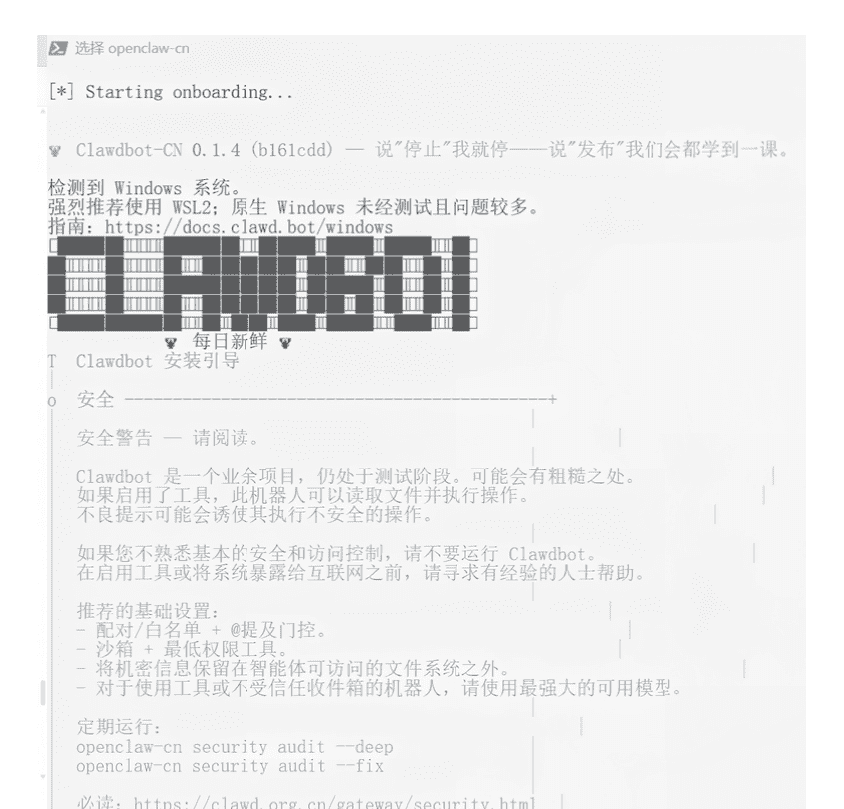 选择 openclaw-cn
[*] Starting onboarding...
Clawdbot-CN 0.1.4 (b161cdd) — 说"停止"我就停——说"发布"我们会都学到一课。
检测到 Windows 系统。
强烈推荐使用 WSL2；原生 Windows 未经测试且问题较多。
指南：https://docs.clawd.bot/windows
CLAWDBOT
每日新鲜
T Clawdbot 安装引导
o 安全 ——————————————————————+
安全警告 — 请阅读。
Clawdbot 是一个业余项目，仍处于测试阶段。可能会有粗糙之处。
如果启用了工具，此机器人可以读取文件并执行操作。
不良提示可能会诱使其执行不安全的操作。
如果您不熟悉基本的安全和访问控制，请不要运行 Clawdbot。
在启用工具或将系统暴露给互联网之前，请寻求有经验的人士帮助。
推荐的基础设置：
- 配对/白名单 + @提及门控。
- 沙箱 + 最低权限工具。
- 将机密信息保留在智能体可访问的文件系统之外。
- 对于使用工具或不受信任收件箱的机器人，请使用最强大的可用模型。
定期运行：
openclaw-cn security audit --deep
openclaw-cn security audit --fix
必读：https://clawd.org.cn/gateway/security.html